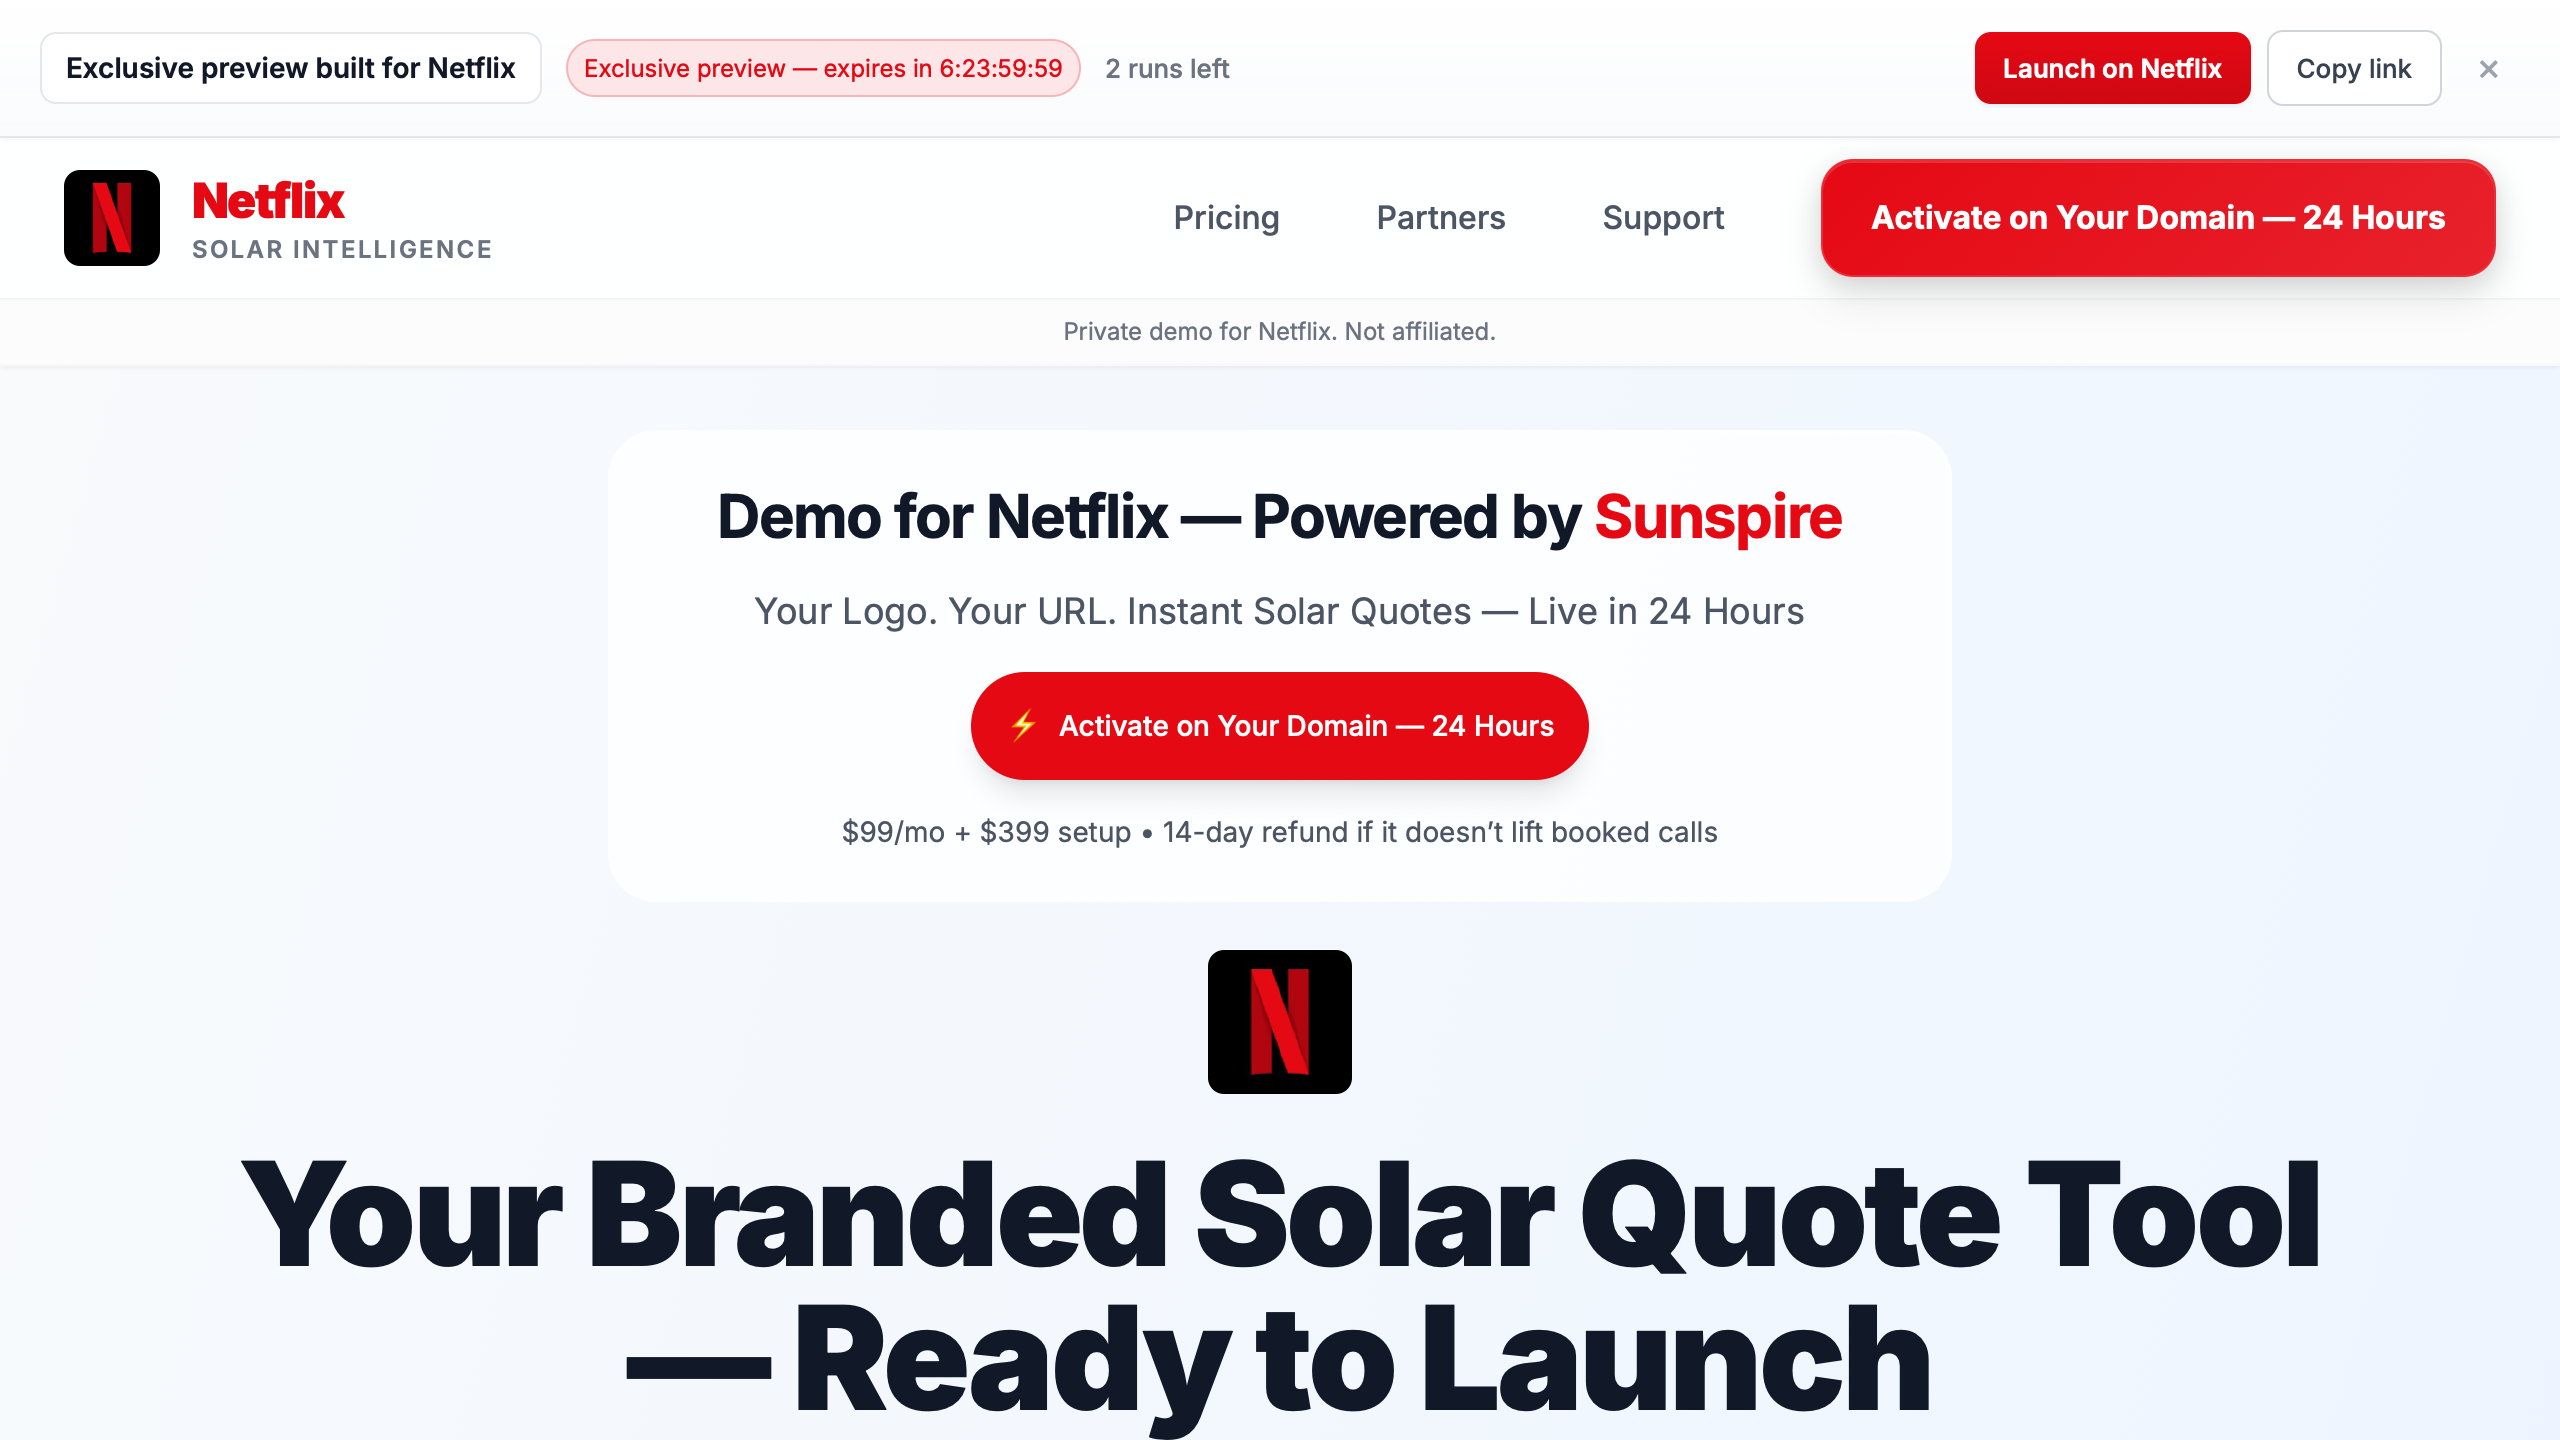 Exclusive preview built for Netflix
Exclusive preview — expires in 6:23:59:59
2 runs left
Launch on Netflix
Copy link
×
Netflix
SOLAR INTELLIGENCE
Pricing
Partners
Support
Activate on Your Domain — 24 Hours
Private demo for Netflix. Not affiliated.
Demo for Netflix — Powered by Sunspire
Your Logo. Your URL. Instant Solar Quotes — Live in 24 Hours
⚡ Activate on Your Domain — 24 Hours
$99/mo + $399 setup • 14-day refund if it doesn’t lift booked calls
N
Your Branded Solar Quote Tool
— Ready to Launch